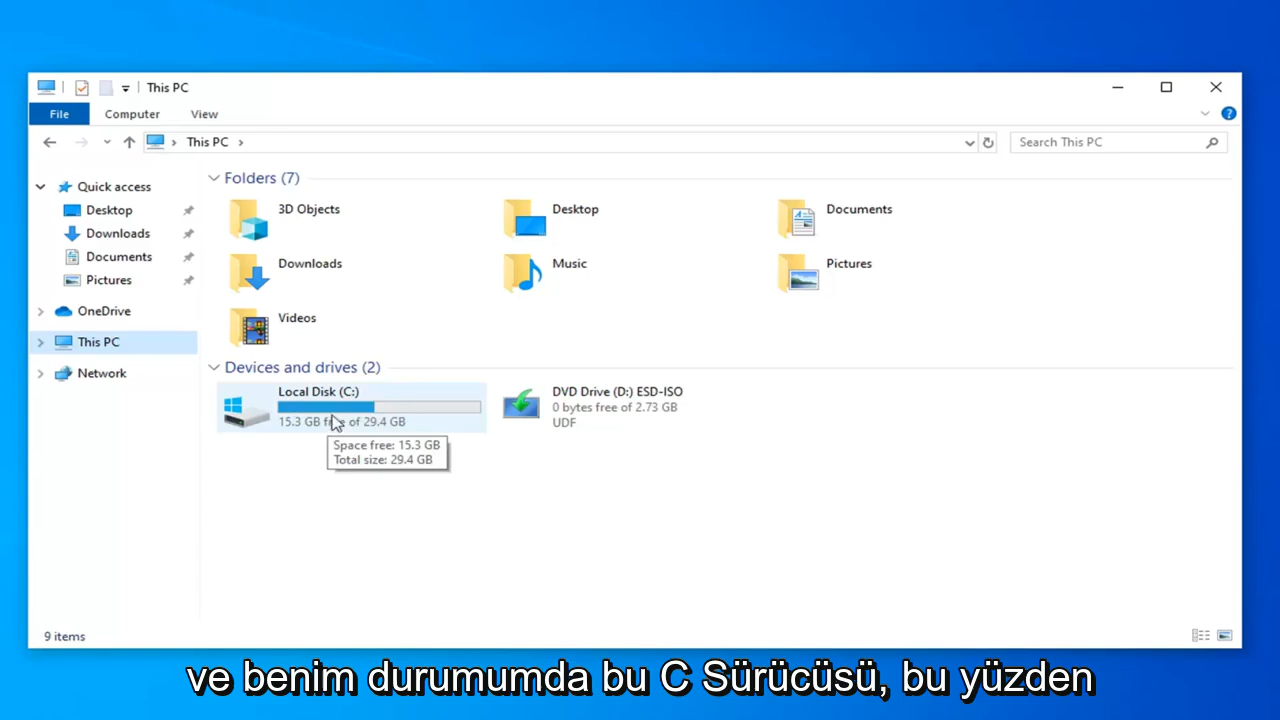 This PC
File Computer View
This PC
Search This PC
Quick access
Desktop
Downloads
Documents
Pictures
OneDrive
This PC
Network
Folders (7)
3D Objects
Desktop
Documents
Downloads
Music
Pictures
Videos
Devices and drives (2)
Local Disk (C:)
15.3 GB free of 29.4 GB
Space free: 15.3 GB
Total size: 29.4 GB
DVD Drive (D:) ESD-ISO
0 bytes free of 2.73 GB
UDF
9 items
ve benim durumumda bu C Sürücüsü, bu yüzden